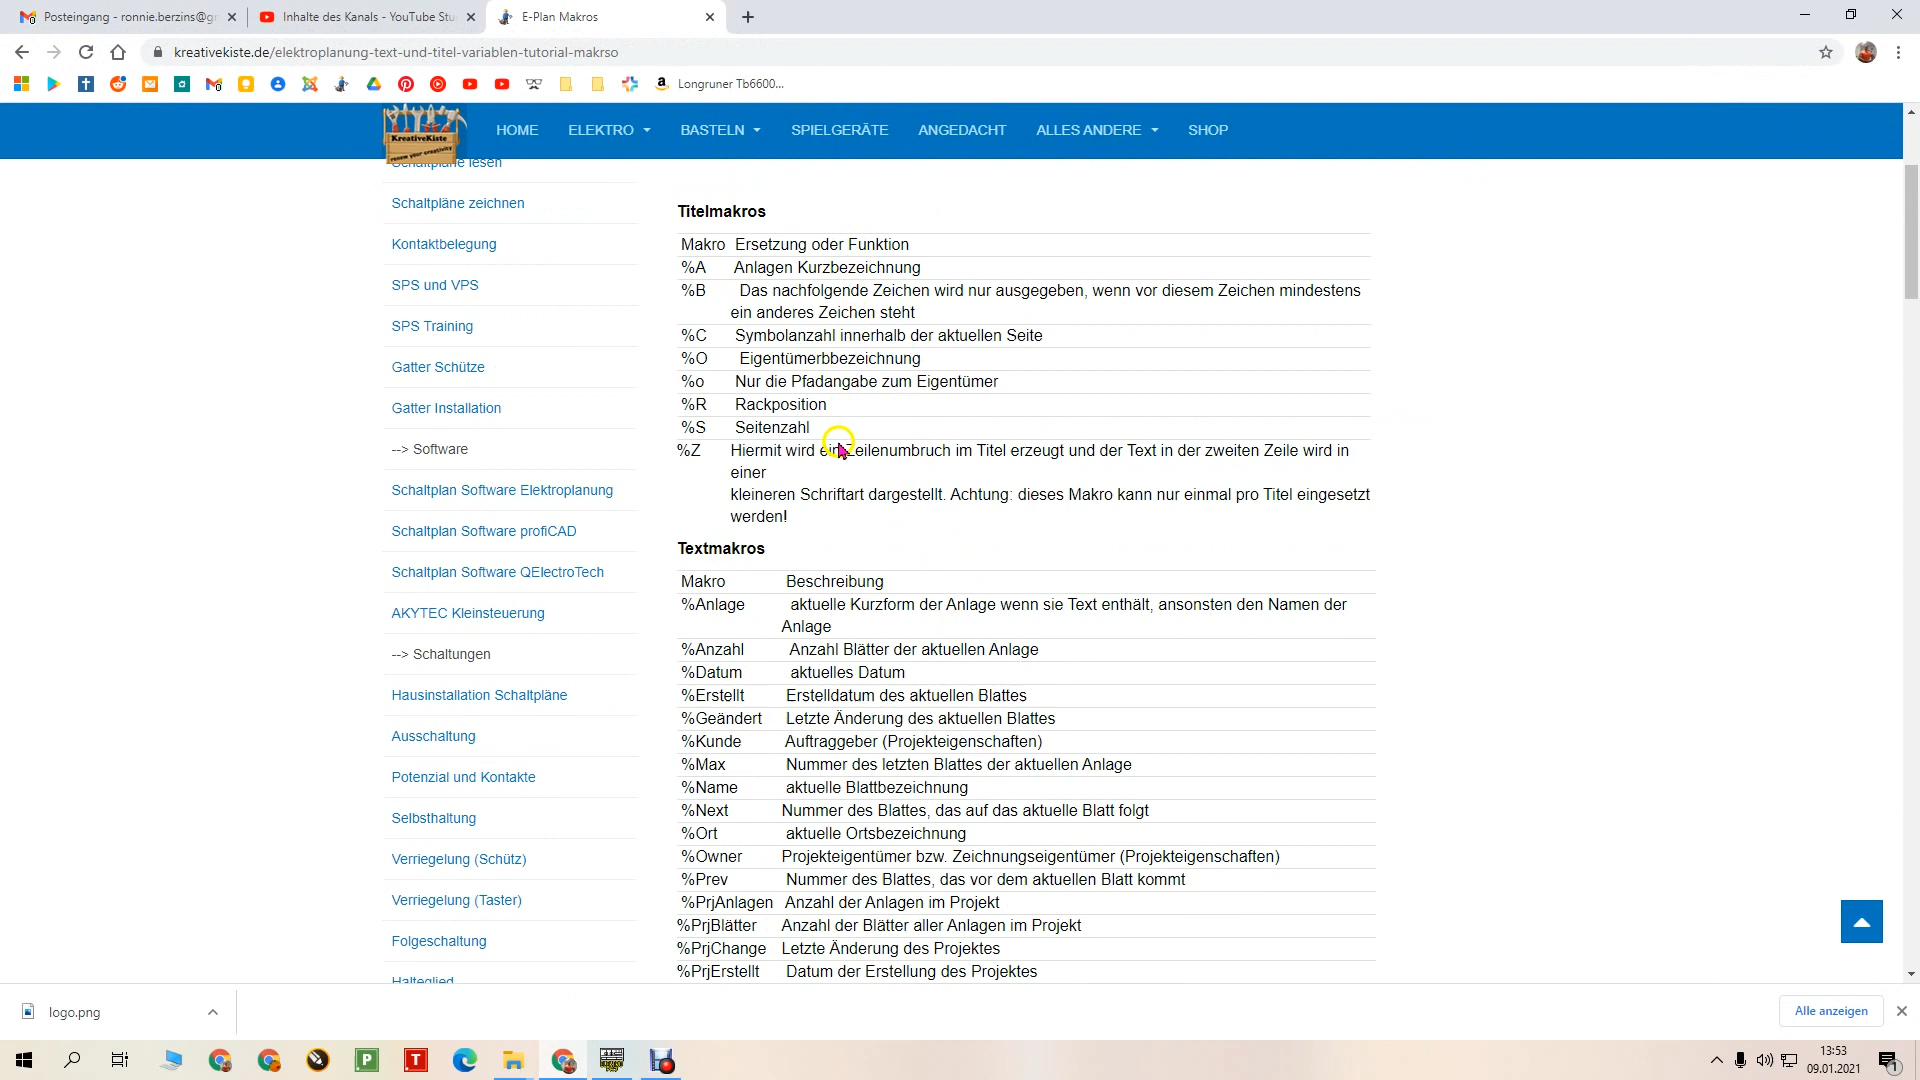 Posteingang - ronnie.berzins@gr
Inhalte des Kanals - YouTube Stu
E-Plan Makros
kreativekiste.de/elektroplanung-text-und-titel-variablen-tutorial-makrso
Longruner Tb6600...
KreativeKiste
renew your creativity
HOME
ELEKTRO
BASTELN
SPIELGERÄTE
ANGEDACHT
ALLES ANDERE
SHOP
Schaltpläne lesen
Schaltpläne zeichnen
Kontaktbelegung
SPS und VPS
SPS Training
Gatter Schütze
Gatter Installation
--> Software
Schaltplan Software Elektroplanung
Schaltplan Software profiCAD
Schaltplan Software QElectroTech
AKYTEC Kleinsteuerung
--> Schaltungen
Hausinstallation Schaltpläne
Ausschaltung
Potenzial und Kontakte
Selbsthaltung
Verriegelung (Schütz)
Verriegelung (Taster)
Folgeschaltung
Halteglied
Titelmakros
Makro Ersetzung oder Funktion
%A Anlagen Kurzbezeichnung
%B Das nachfolgende Zeichen wird nur ausgegeben, wenn vor diesem Zeichen mindestens
ein anderes Zeichen steht
%C Symbolanzahl innerhalb der aktuellen Seite
%O Eigentümerbbezeichnung
%o Nur die Pfadangabe zum Eigentümer
%R Rackposition
%S Seitenzahl
%Z Hiermit wird ein Zeilenumbruch im Titel erzeugt und der Text in der zweiten Zeile wird in
einer
kleineren Schriftart dargestellt. Achtung: dieses Makro kann nur einmal pro Titel eingesetzt
werden!
Textmakros
Makro Beschreibung
%Anlage aktuelle Kurzform der Anlage wenn sie Text enthält, ansonsten den Namen der
Anlage
%Anzahl Anzahl Blätter der aktuellen Anlage
%Datum aktuelles Datum
%Erstellt Erstelldatum des aktuellen Blattes
%Geändert Letzte Änderung des aktuellen Blattes
%Kunde Auftraggeber (Projekteigenschaften)
%Max Nummer des letzten Blattes der aktuellen Anlage
%Name aktuelle Blattbezeichnung
%Next Nummer des Blattes, das auf das aktuelle Blatt folgt
%Ort aktuelle Ortsbezeichnung
%Owner Projekteigentümer bzw. Zeichnungseigentümer (Projekteigenschaften)
%Prev Nummer des Blattes, das vor dem aktuellen Blatt kommt
%PrjAnlagen Anzahl der Anlagen im Projekt
%PrjBlätter Anzahl der Blätter aller Anlagen im Projekt
%PrjChange Letzte Änderung des Projektes
%PrjErstellt Datum der Erstellung des Projektes
logo.png
Alle anzeigen
13:53
09.01.2021